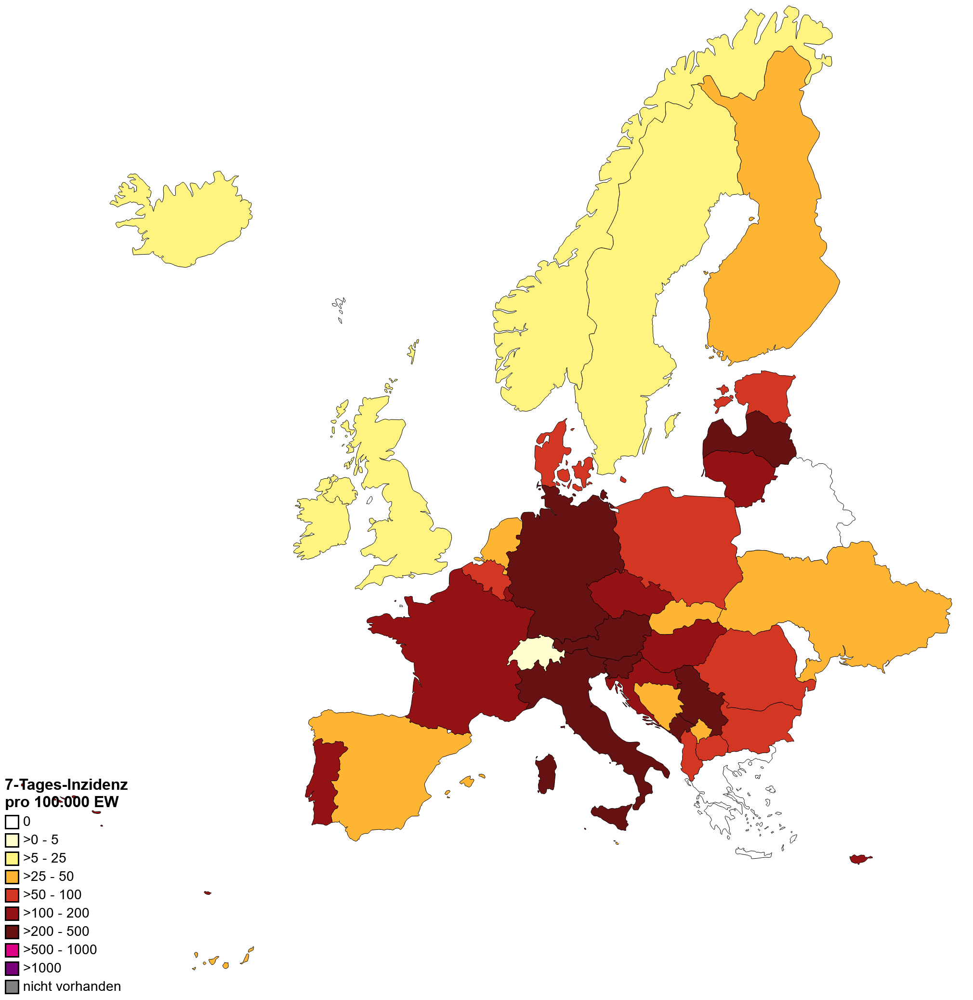 7-Tages-Inzidenz
pro 100.000 EW
0
>0 - 5
>5 - 25
>25 - 50
>50 - 100
>100 - 200
>200 - 500
>500 - 1000
>1000
nicht vorhanden